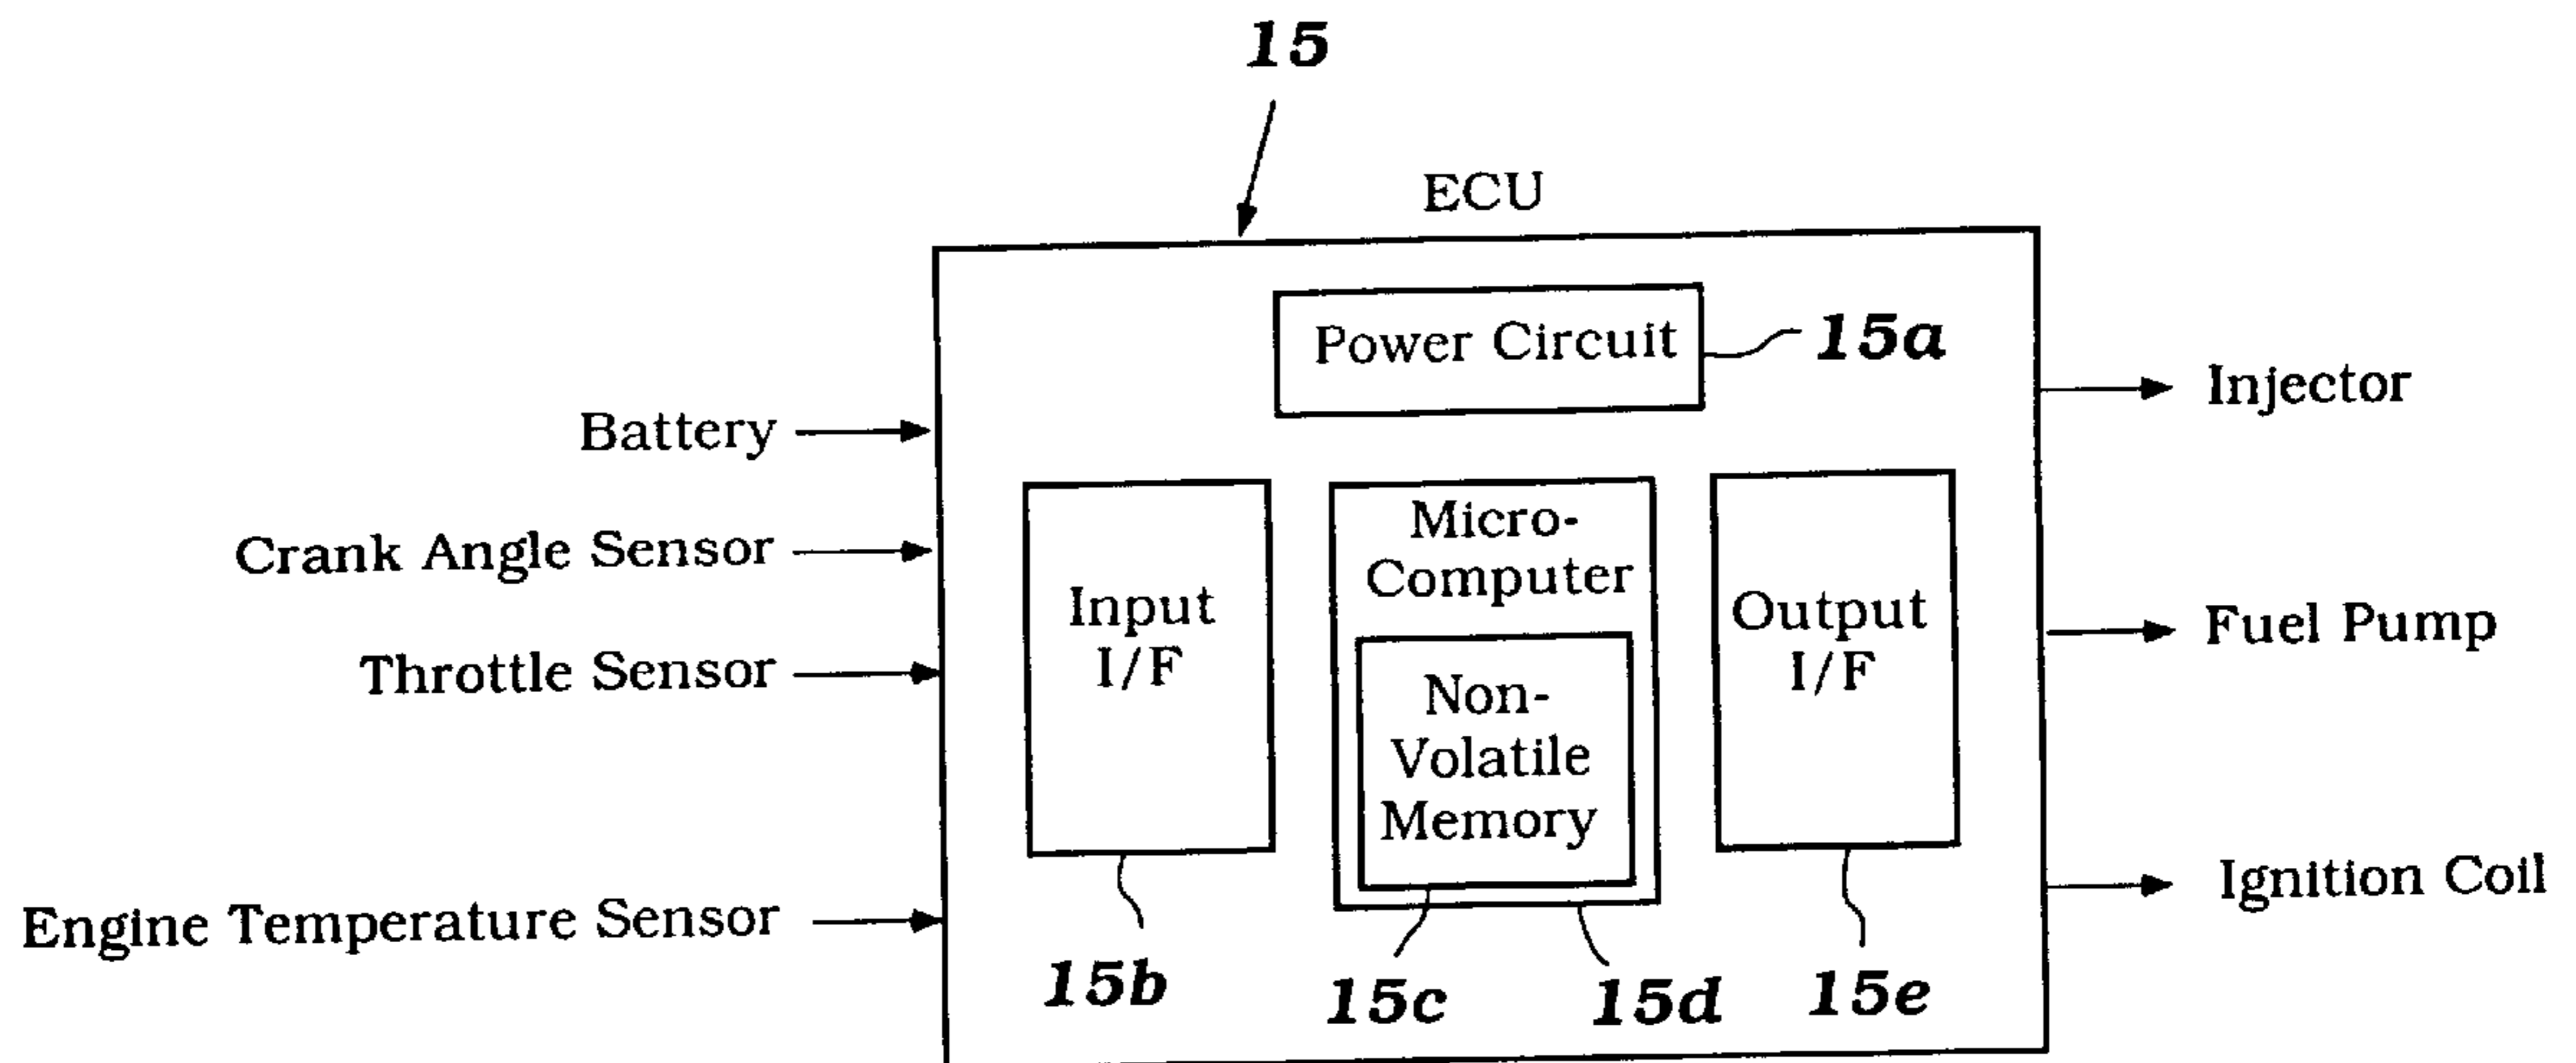 15
ECU
Power Circuit
15a
Battery
Crank Angle Sensor
Throttle Sensor
Engine Temperature Sensor
Input
I/F
15b
Micro-
Computer
Non-
Volatile
Memory
15c
15d
Output
I/F
15e
Injector
Fuel Pump
Ignition Coil